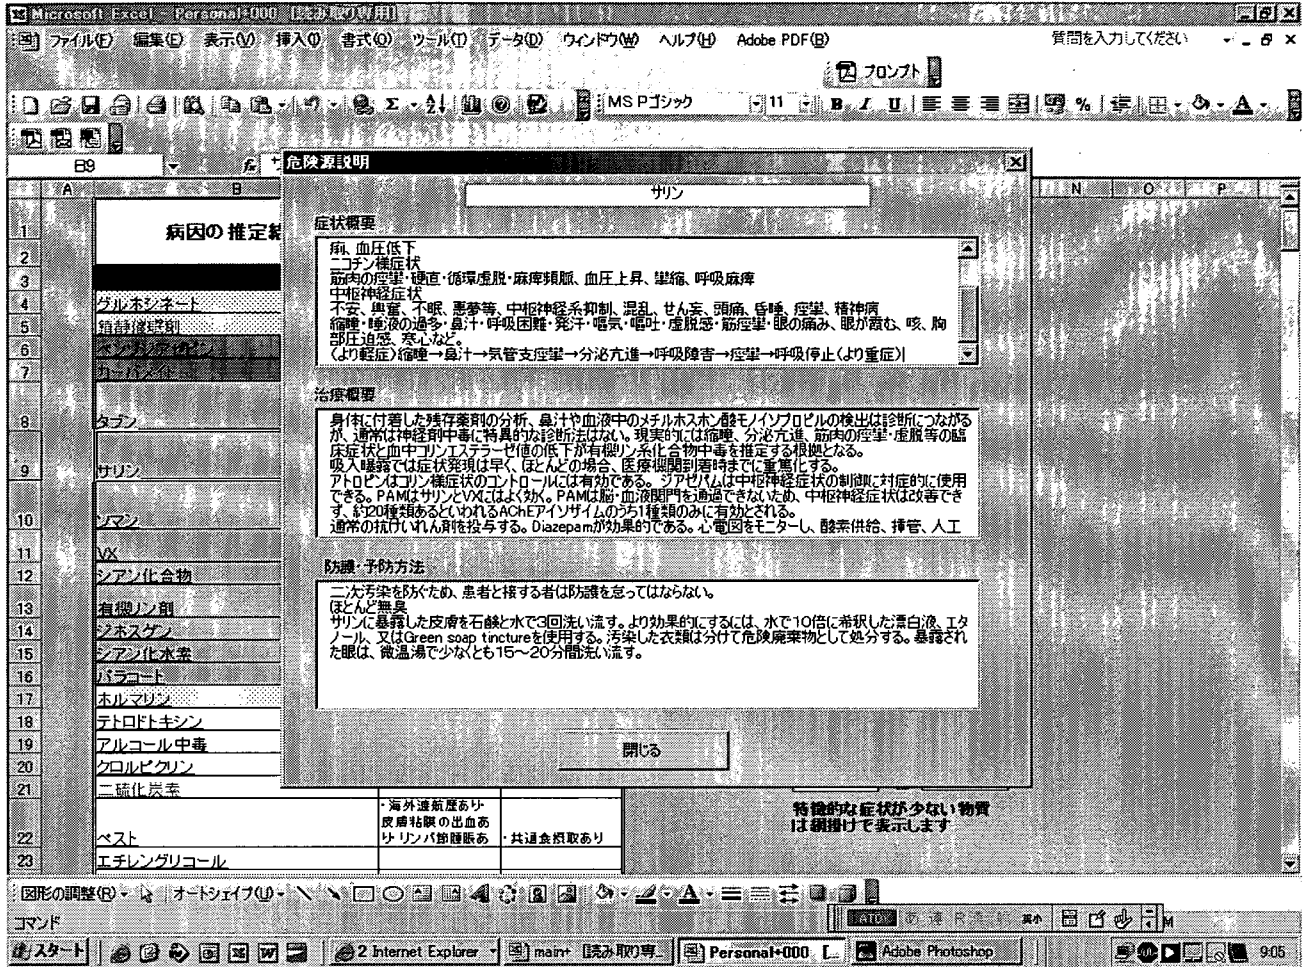 Microsoft Excel - Personal+000 [読み取り専用]
ファイル(F) 編集(E) 表示(V) 挿入(I) 書式(O) ツール(T) データ(D) ウィンドウ(W) ヘルプ(H) Adobe PDF(B) 質問を入力してください
プロンプト
MS Pゴシック 11 B I U
B9
危険源説明
サリン
A B N O P
症状概要
病因の推定結
痢、血圧低下
ニコチン様症状
筋肉の痙攣・硬直・循環虚脱・麻痺頻脈、血圧上昇、攣縮、呼吸麻痺
中枢神経症状
不安、興奮、不眠、悪夢等、中枢神経系抑制、混乱、せん妄、頭痛、昏睡、痙攣、精神病
縮瞳・唾液の過多・鼻汁・呼吸困難・発汗・嘔気・嘔吐・虚脱感・筋痙攣・眼の痛み、眼が霞む、咳、胸
部圧迫感、寒心など。
(より軽症)縮瞳→鼻汁→気管支痙攣→分泌亢進→呼吸障害→痙攣→呼吸停止(より重症)
治療概要
身体に付着した残存薬剤の分析、鼻汁や血液中のメチルホスホン酸モノイソプロピルの検出は診断につながる
が、通常は神経剤中毒に特異的な診断法はない。現実的には縮瞳、分泌亢進、筋肉の痙攣・虚脱等の臨
床症状と血中コリンエステラーゼ値の低下が有機リン系化合物中毒を推定する根拠となる。
吸入曝露では症状発現は早く、ほとんどの場合、医療機関到着時までに重篤化する。
アトロピンはコリン様症状のコントロールには有効である。ジアゼパムは中枢神経症状の制御に対症的に使用
できる。PAMはサリンとVXにはよく効く。PAMは脳・血液関門を通過できないため、中枢神経症状は改善でき
ず、約20種類あるといわれるAChEアイソザイムのうち1種類のみに有効とされる。
通常の抗けいれん剤を投与する。Diazepamが効果的である。心電図をモニターし、酸素供給、挿管、人工
防護・予防方法
二次汚染を防ぐため、患者と接する者は防護を怠ってはならない。
ほとんど無臭
サリンに暴露した皮膚を石鹸と水で3回洗い流す。より効果的にするには、水で10倍に希釈した漂白液、エタ
ノール、又はGreen soap tinctureを使用する。汚染した衣類は分けて危険廃棄物として処分する。暴露され
た眼は、微温湯で少なくとも15～20分間洗い流す。
閉じる
1
2
3
4 グルホシネート
5 鎮静催眠剤
6
7 カーバメイト
8 タブン
9 サリン
10 ソマン
11 VX
12 シアン化合物
13 有機リン剤
14 ジホスゲン
15 シアン化水素
16 パラコート
17 ホルマリン
18 テトロドトキシン
19 アルコール中毒
20 クロルピクリン
21 二硫化炭素
22 ペスト
・海外渡航歴あり・
皮膚粘膜の出血あ
り・リンパ節腫脹あ
・共通食摂取あり
23 エチレングリコール
特徴的な症状が少ない物質
は網掛けで表示します
図形の調整(R) オートシェイプ(U)
コマンド
スタート 2 Internet Explorer main+ [読み取り専... Personal+000 [... Adobe Photoshop 9:05